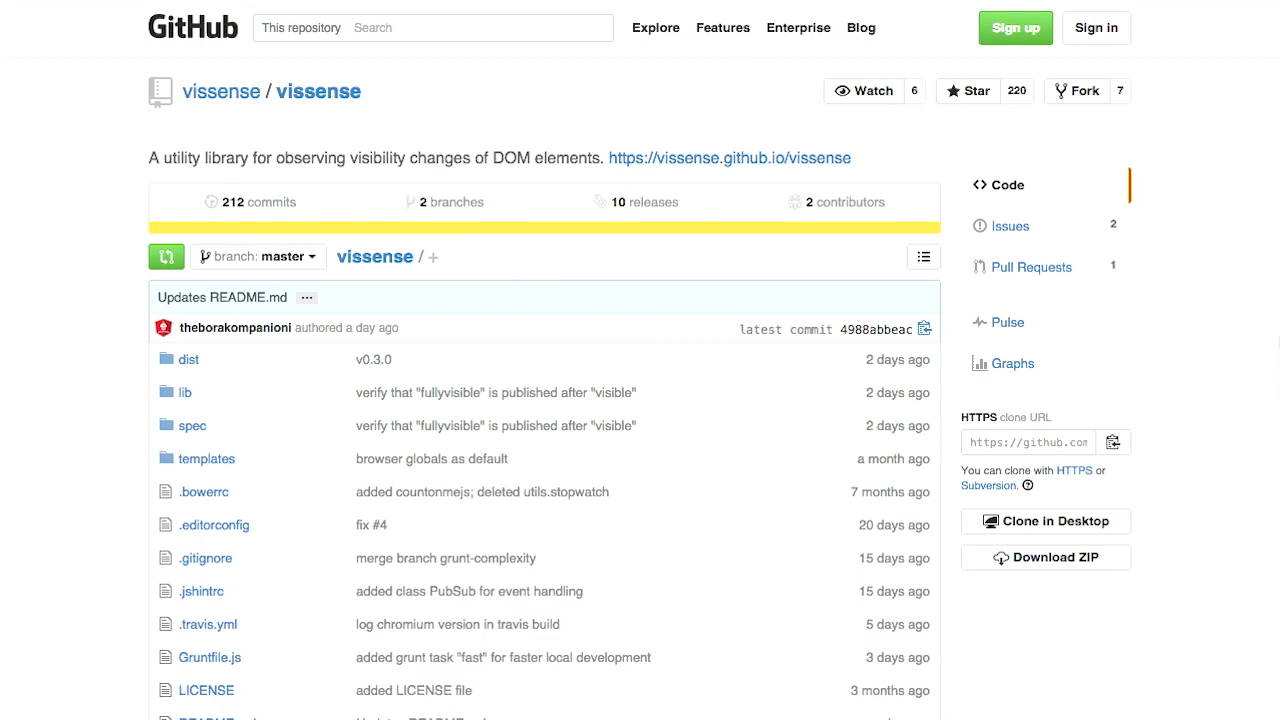 GitHub This repository Search Explore Features Enterprise Blog Sign up Sign in
vissense / vissense Watch 6 Star 220 Fork 7
A utility library for observing visibility changes of DOM elements. https://vissense.github.io/vissense
212 commits 2 branches 10 releases 2 contributors
branch: master vissense / +
Updates README.md ...
theborakompanioni authored a day ago latest commit 4988abbeac
dist v0.3.0 2 days ago
lib verify that "fullyvisible" is published after "visible" 2 days ago
spec verify that "fullyvisible" is published after "visible" 2 days ago
templates browser globals as default a month ago
.bowerrc added countonmejs; deleted utils.stopwatch 7 months ago
.editorconfig fix #4 20 days ago
.gitignore merge branch grunt-complexity 15 days ago
.jshintrc added class PubSub for event handling 15 days ago
.travis.yml log chromium version in travis build 5 days ago
Gruntfile.js added grunt task "fast" for faster local development 3 days ago
LICENSE added LICENSE file 3 months ago
Code
Issues 2
Pull Requests 1
Pulse
Graphs
HTTPS clone URL
https://github.com
You can clone with HTTPS or
Subversion.
Clone in Desktop
Download ZIP